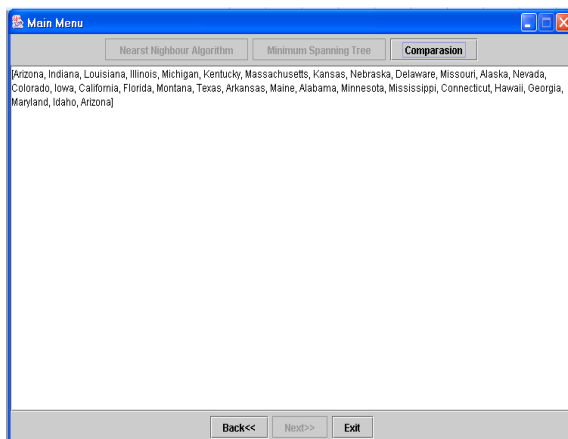 Main Menu
Nearst Nighbour Algorithm Minimum Spanning Tree Comparasion
[Arizona, Indiana, Louisiana, Illinois, Michigan, Kentucky, Massachusetts, Kansas, Nebraska, Delaware, Missouri, Alaska, Nevada,
Colorado, Iowa, California, Florida, Montana, Texas, Arkansas, Maine, Alabama, Minnesota, Mississippi, Connecticut, Hawaii, Georgia,
Maryland, Idaho, Arizona]
Back<< Next>> Exit